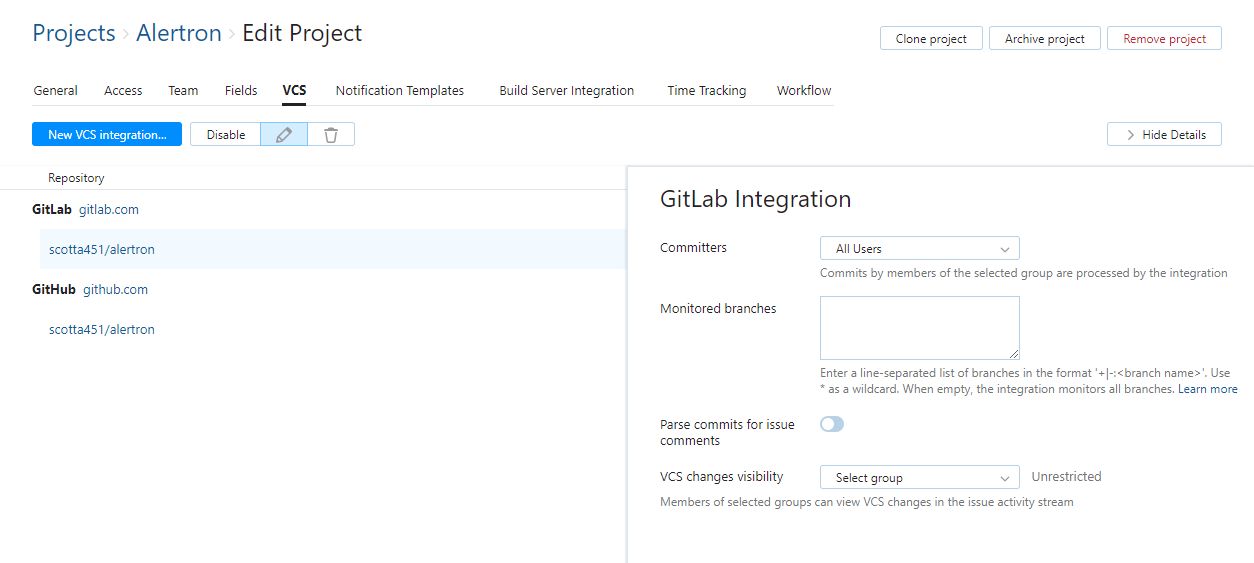 Projects › Alertron › Edit Project
Clone project
Archive project
Remove project
General Access Team Fields VCS Notification Templates Build Server Integration Time Tracking Workflow
New VCS integration...
Disable
Hide Details
Repository
GitLab gitlab.com
scotta451/alertron
GitHub github.com
scotta451/alertron
GitLab Integration
Committers
All Users
Commits by members of the selected group are processed by the integration
Monitored branches
Enter a line-separated list of branches in the format '+|-:<branch name>'. Use
* as a wildcard. When empty, the integration monitors all branches. Learn more
Parse commits for issue
comments
VCS changes visibility
Select group
Unrestricted
Members of selected groups can view VCS changes in the issue activity stream